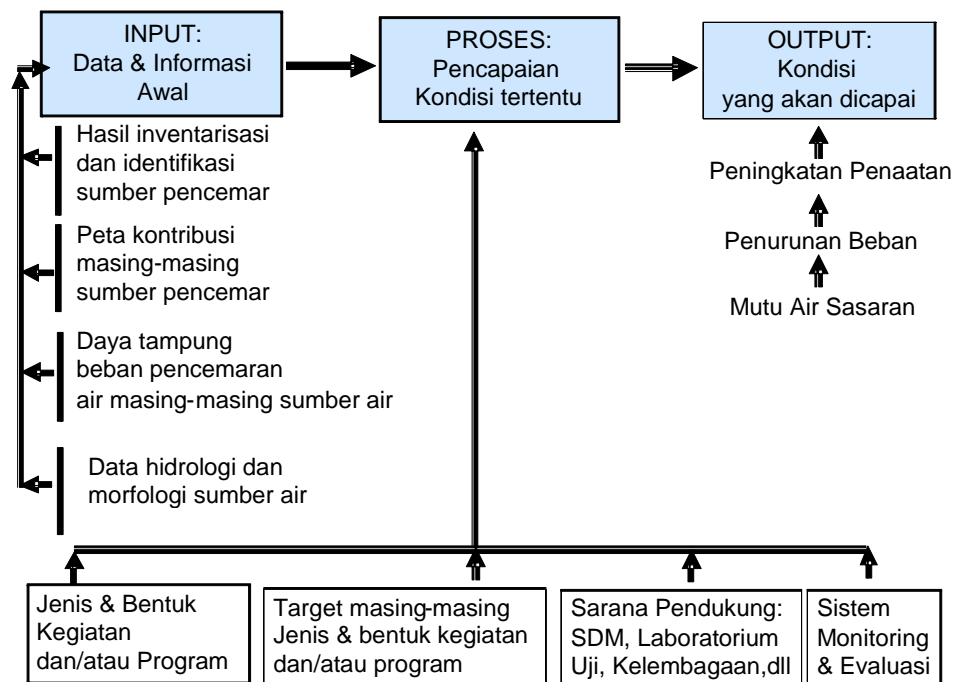 INPUT:
Data & Informasi
Awal
PROSES:
Pencapaian
Kondisi tertentu
OUTPUT:
Kondisi
yang akan dicapai
Hasil inventarisasi
dan identifikasi
sumber pencemar
Peta kontribusi
masing-masing
sumber pencemar
Daya tampung
beban pencemaran
air masing-masing sumber air
Data hidrologi dan
morfologi sumber air
Peningkatan Penaatan
Penurunan Beban
Mutu Air Sasaran
Jenis & Bentuk
Kegiatan
dan/atau Program
Target masing-masing
Jenis & bentuk kegiatan
dan/atau program
Sarana Pendukung:
SDM, Laboratorium
Uji, Kelembagaan,dll
Sistem
Monitoring
& Evaluasi